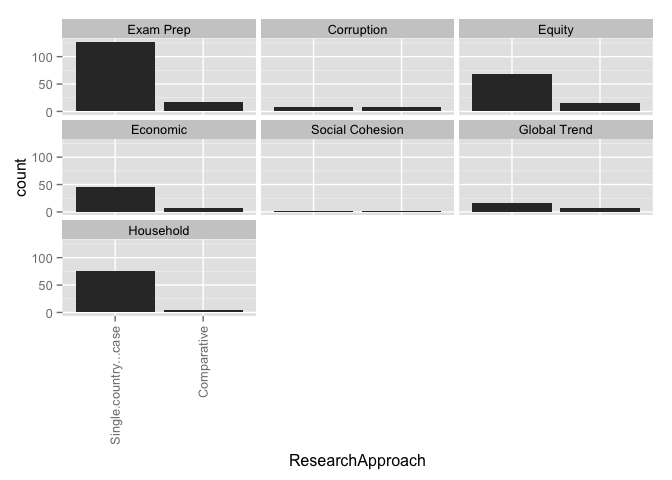 Exam Prep
Corruption
Equity
100
50
0
Economic
Social Cohesion
Global Trend
100
50
0
Household
100
50
0
count
Single.country...case
Comparative
ResearchApproach